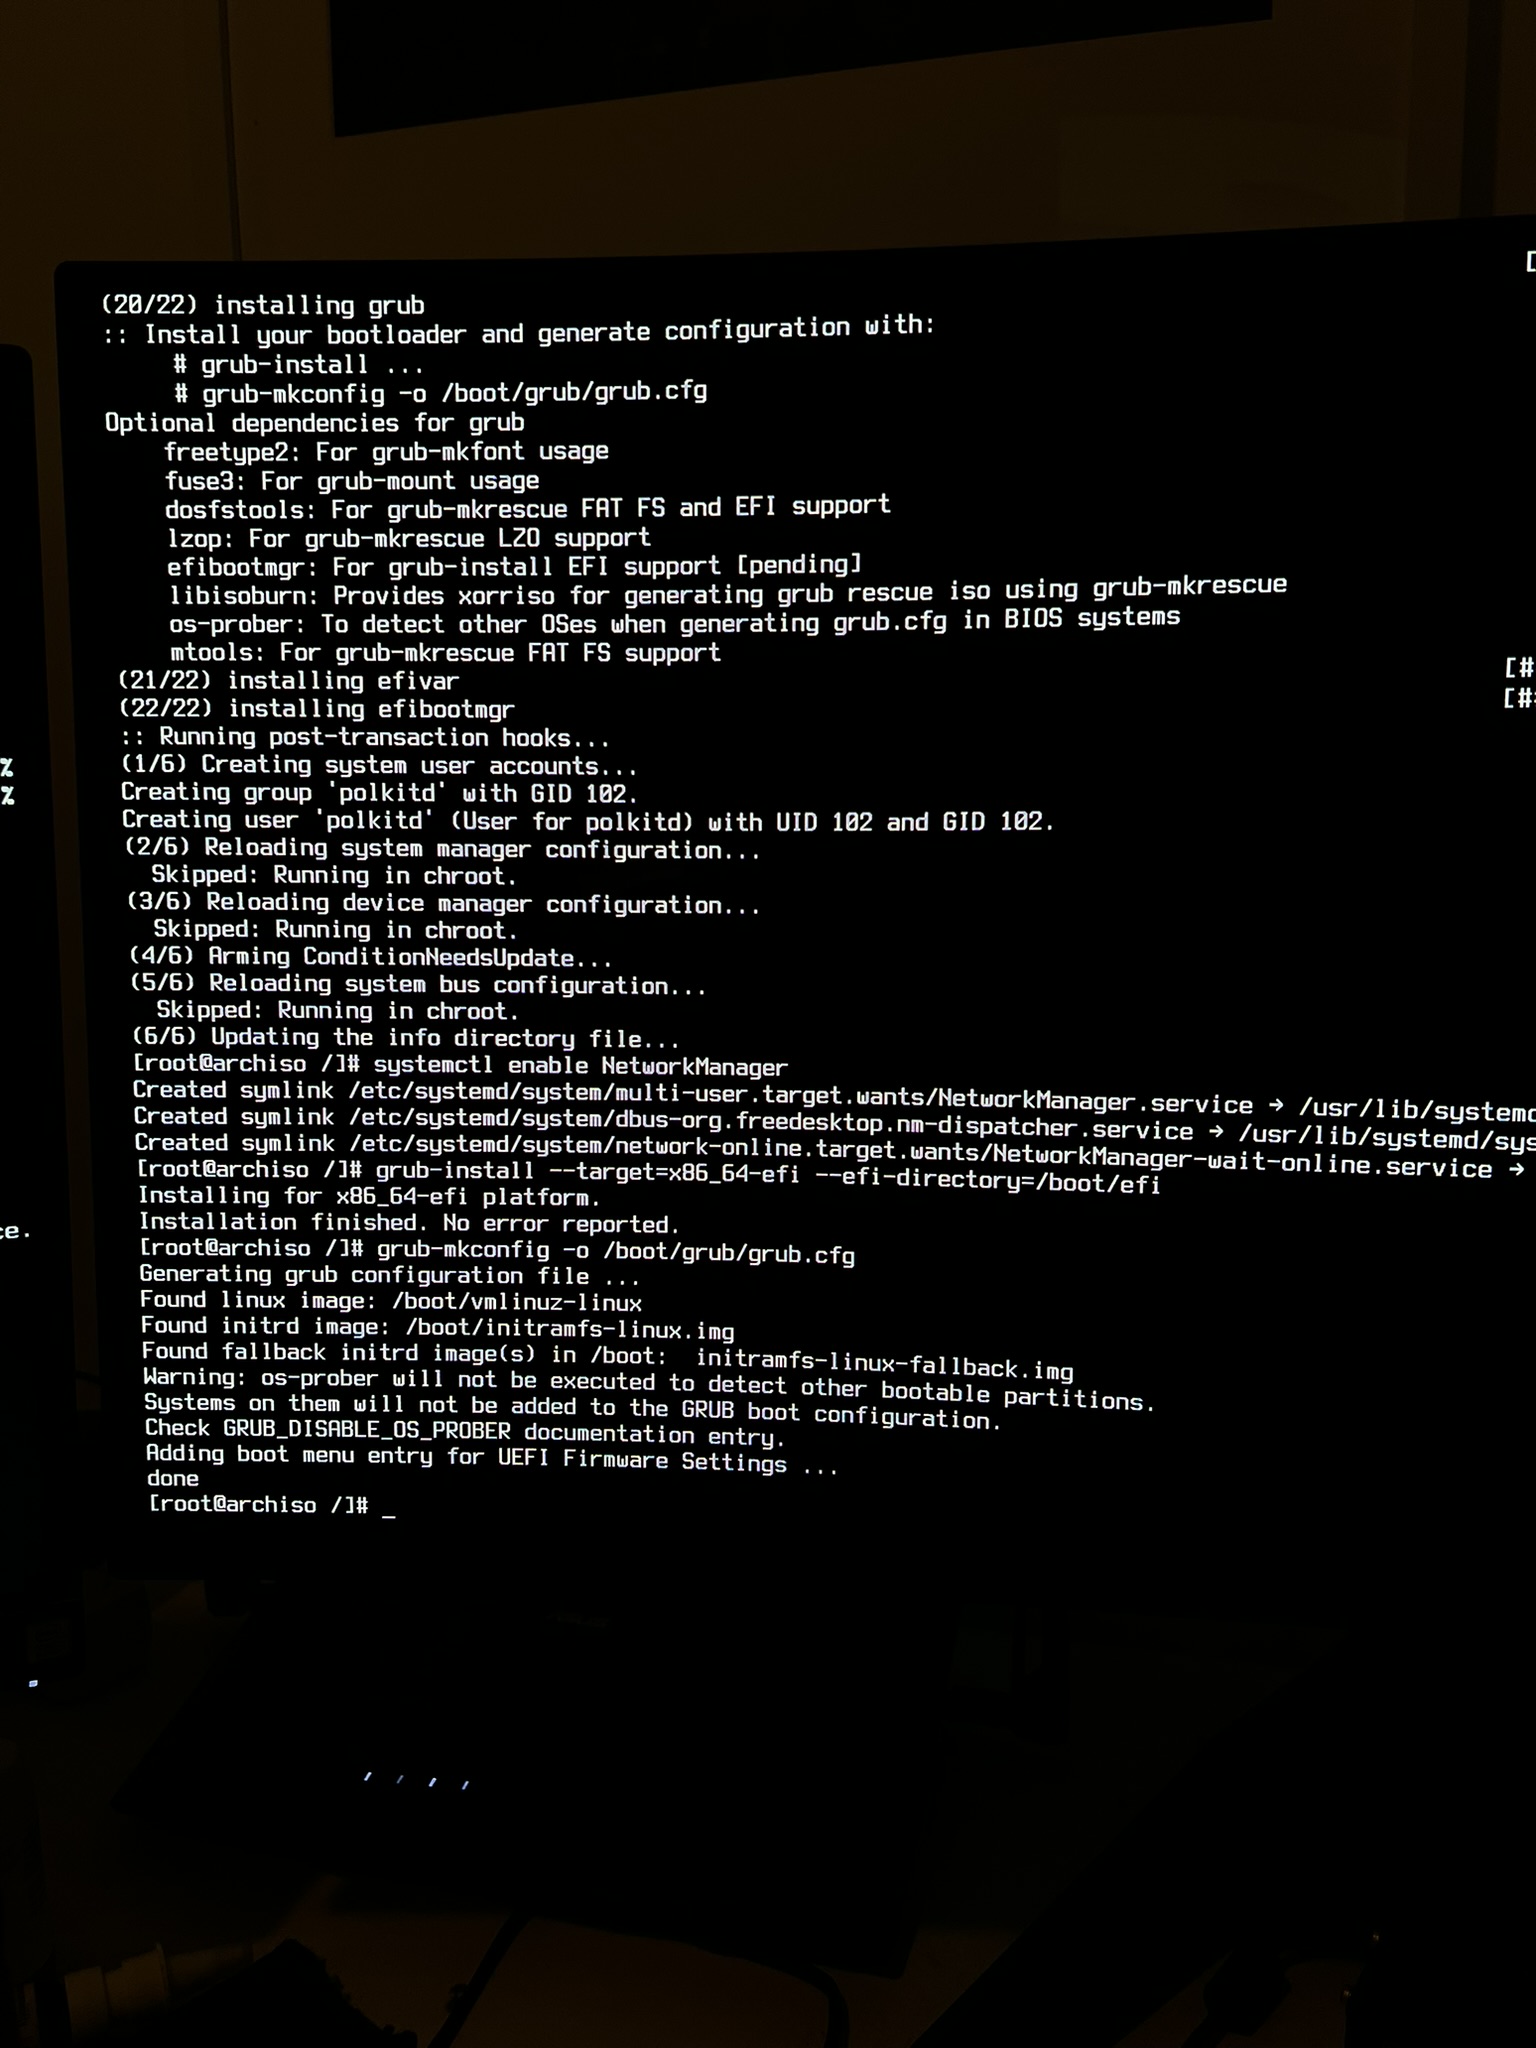 (20/22) installing grub
:: Install your bootloader and generate configuration with:
# grub-install ...
# grub-mkconfig -o /boot/grub/grub.cfg
Optional dependencies for grub
freetype2: For grub-mkfont usage
fuse3: For grub-mount usage
dosfstools: For grub-mkrescue FAT FS and EFI support
lzop: For grub-mkrescue LZO support
efibootmgr: For grub-install EFI support [pending]
libisoburn: Provides xorriso for generating grub rescue iso using grub-mkrescue
os-prober: To detect other OSes when generating grub.cfg in BIOS systems
mtools: For grub-mkrescue FAT FS support
(21/22) installing efivar [#
(22/22) installing efibootmgr [##
:: Running post-transaction hooks...
(1/6) Creating system user accounts...
Creating group 'polkitd' with GID 102.
Creating user 'polkitd' (User for polkitd) with UID 102 and GID 102.
(2/6) Reloading system manager configuration...
Skipped: Running in chroot.
(3/6) Reloading device manager configuration...
Skipped: Running in chroot.
(4/6) Arming ConditionNeedsUpdate...
(5/6) Reloading system bus configuration...
Skipped: Running in chroot.
(6/6) Updating the info directory file...
[root@archiso /]# systemctl enable NetworkManager
Created symlink /etc/systemd/system/multi-user.target.wants/NetworkManager.service → /usr/lib/systemd
Created symlink /etc/systemd/system/dbus-org.freedesktop.nm-dispatcher.service → /usr/lib/systemd/sys
Created symlink /etc/systemd/system/network-online.target.wants/NetworkManager-wait-online.service →
[root@archiso /]# grub-install --target=x86_64-efi --efi-directory=/boot/efi
Installing for x86_64-efi platform.
Installation finished. No error reported.
[root@archiso /]# grub-mkconfig -o /boot/grub/grub.cfg
Generating grub configuration file ...
Found linux image: /boot/vmlinuz-linux
Found initrd image: /boot/initramfs-linux.img
Found fallback initrd image(s) in /boot:  initramfs-linux-fallback.img
Warning: os-prober will not be executed to detect other bootable partitions.
Systems on them will not be added to the GRUB boot configuration.
Check GRUB_DISABLE_OS_PROBER documentation entry.
Adding boot menu entry for UEFI Firmware Settings ...
done
[root@archiso /]# _
%
%
ce.